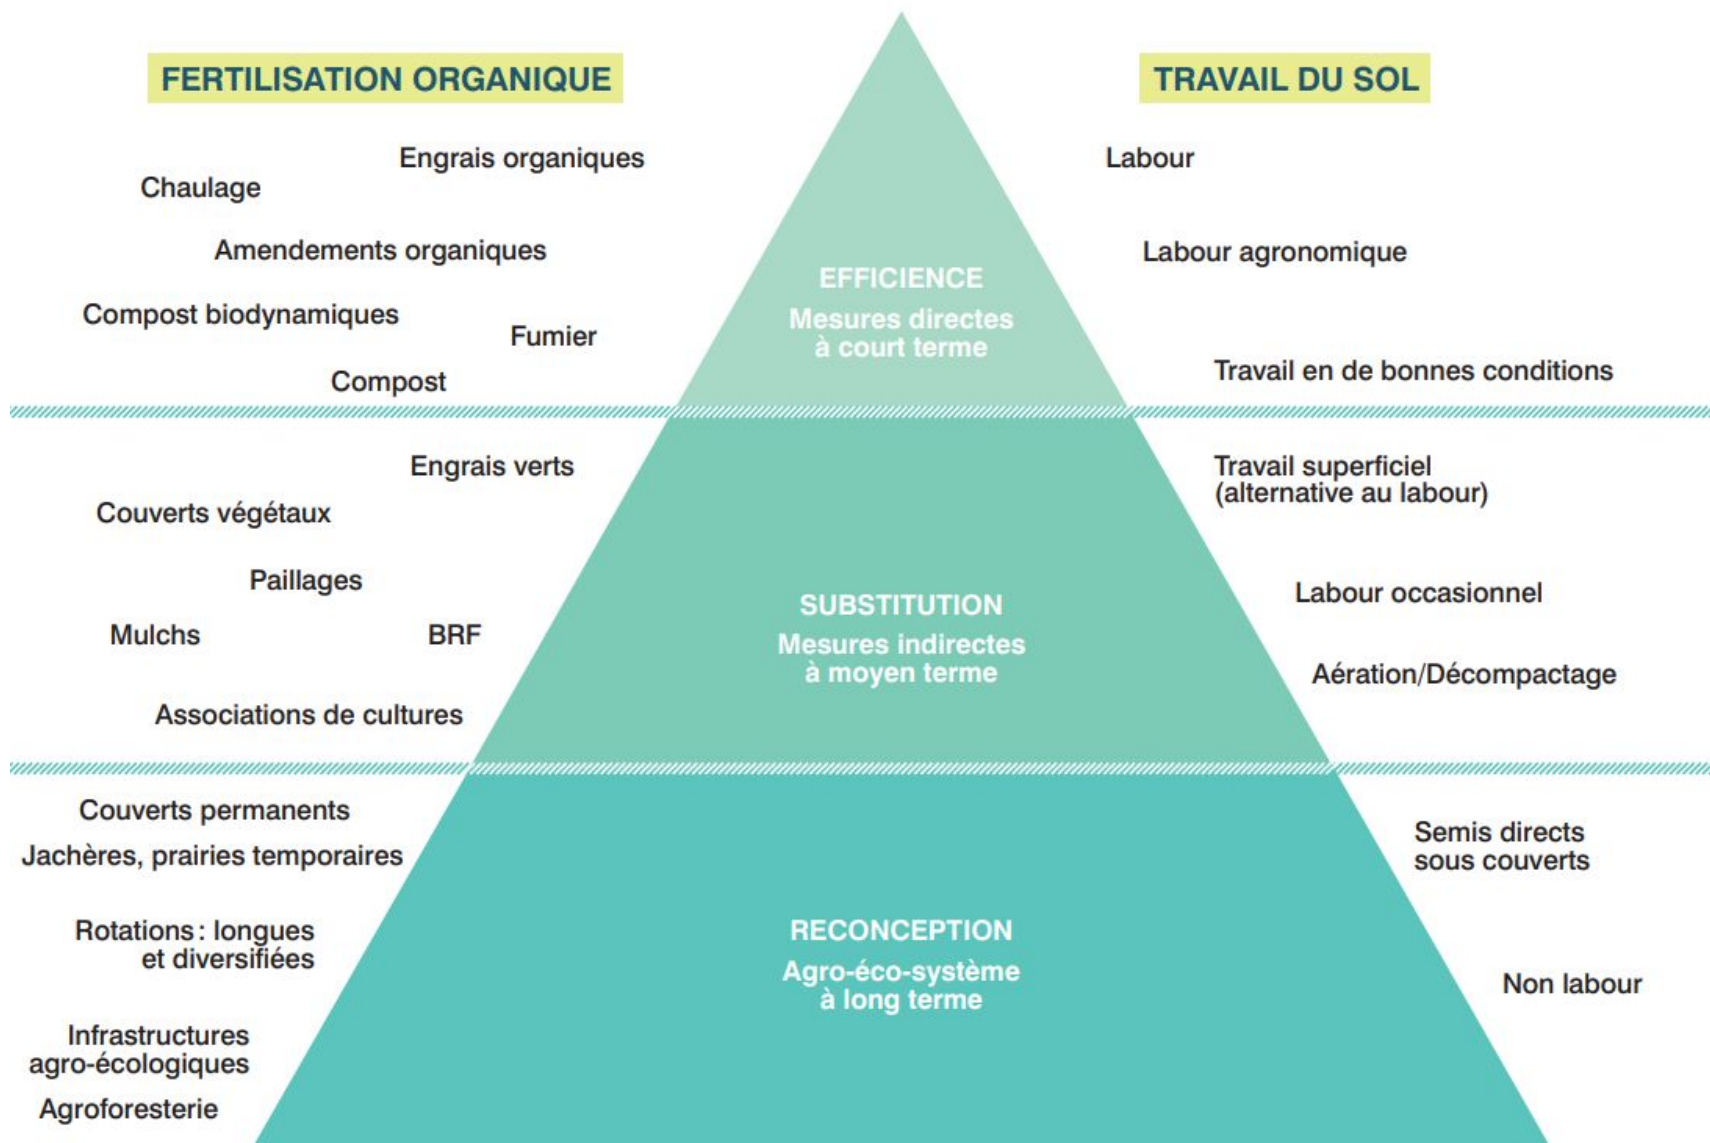 FERTILISATION ORGANIQUE
TRAVAIL DU SOL
Engrais organiques
Chaulage
Amendements organiques
Compost biodynamiques
Fumier
Compost
EFFICIENCE
Mesures directes
à court terme
Labour
Labour agronomique
Travail en de bonnes conditions
Engrais verts
Couverts végétaux
Paillages
Mulchs
BRF
Associations de cultures
SUBSTITUTION
Mesures indirectes
à moyen terme
Travail superficiel
(alternative au labour)
Labour occasionnel
Aération/Décompactage
Couverts permanents
Jachères, prairies temporaires
Rotations : longues
et diversifiées
Infrastructures
agro-écologiques
Agroforesterie
RECONCEPTION
Agro-éco-système
à long terme
Semis directs
sous couverts
Non labour